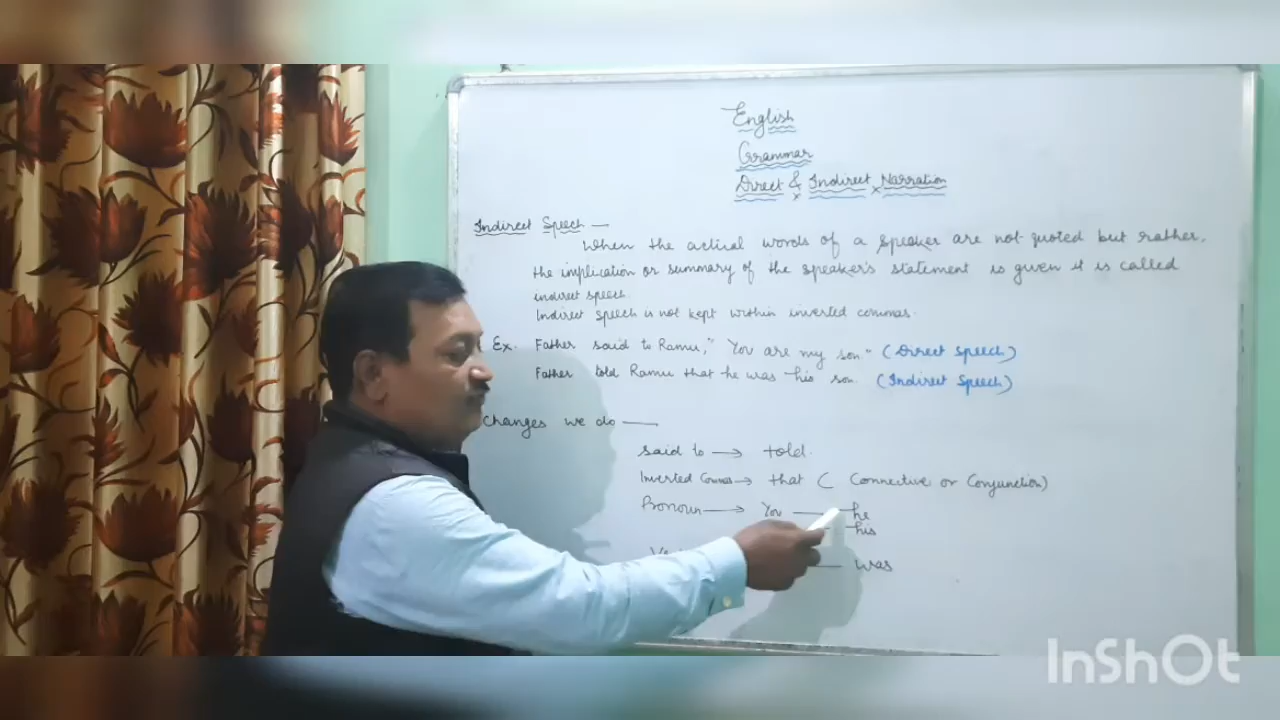 English
Grammar
Direct & Indirect Narration
Indirect Speech —
When the actual words of a speaker are not quoted but rather,
the implication or summary of the speaker's statement is given it is called
indirect speech.
Indirect speech is not kept within inverted commas.
Ex. Father said to Ramu, "You are my son" (Direct Speech)
Father told Ramu that he was his son. (Indirect Speech)
Changes we do —
said to → told.
Inverted → that ( Connective or Conjunction)
Pronoun → You — he
his
was
InShOt